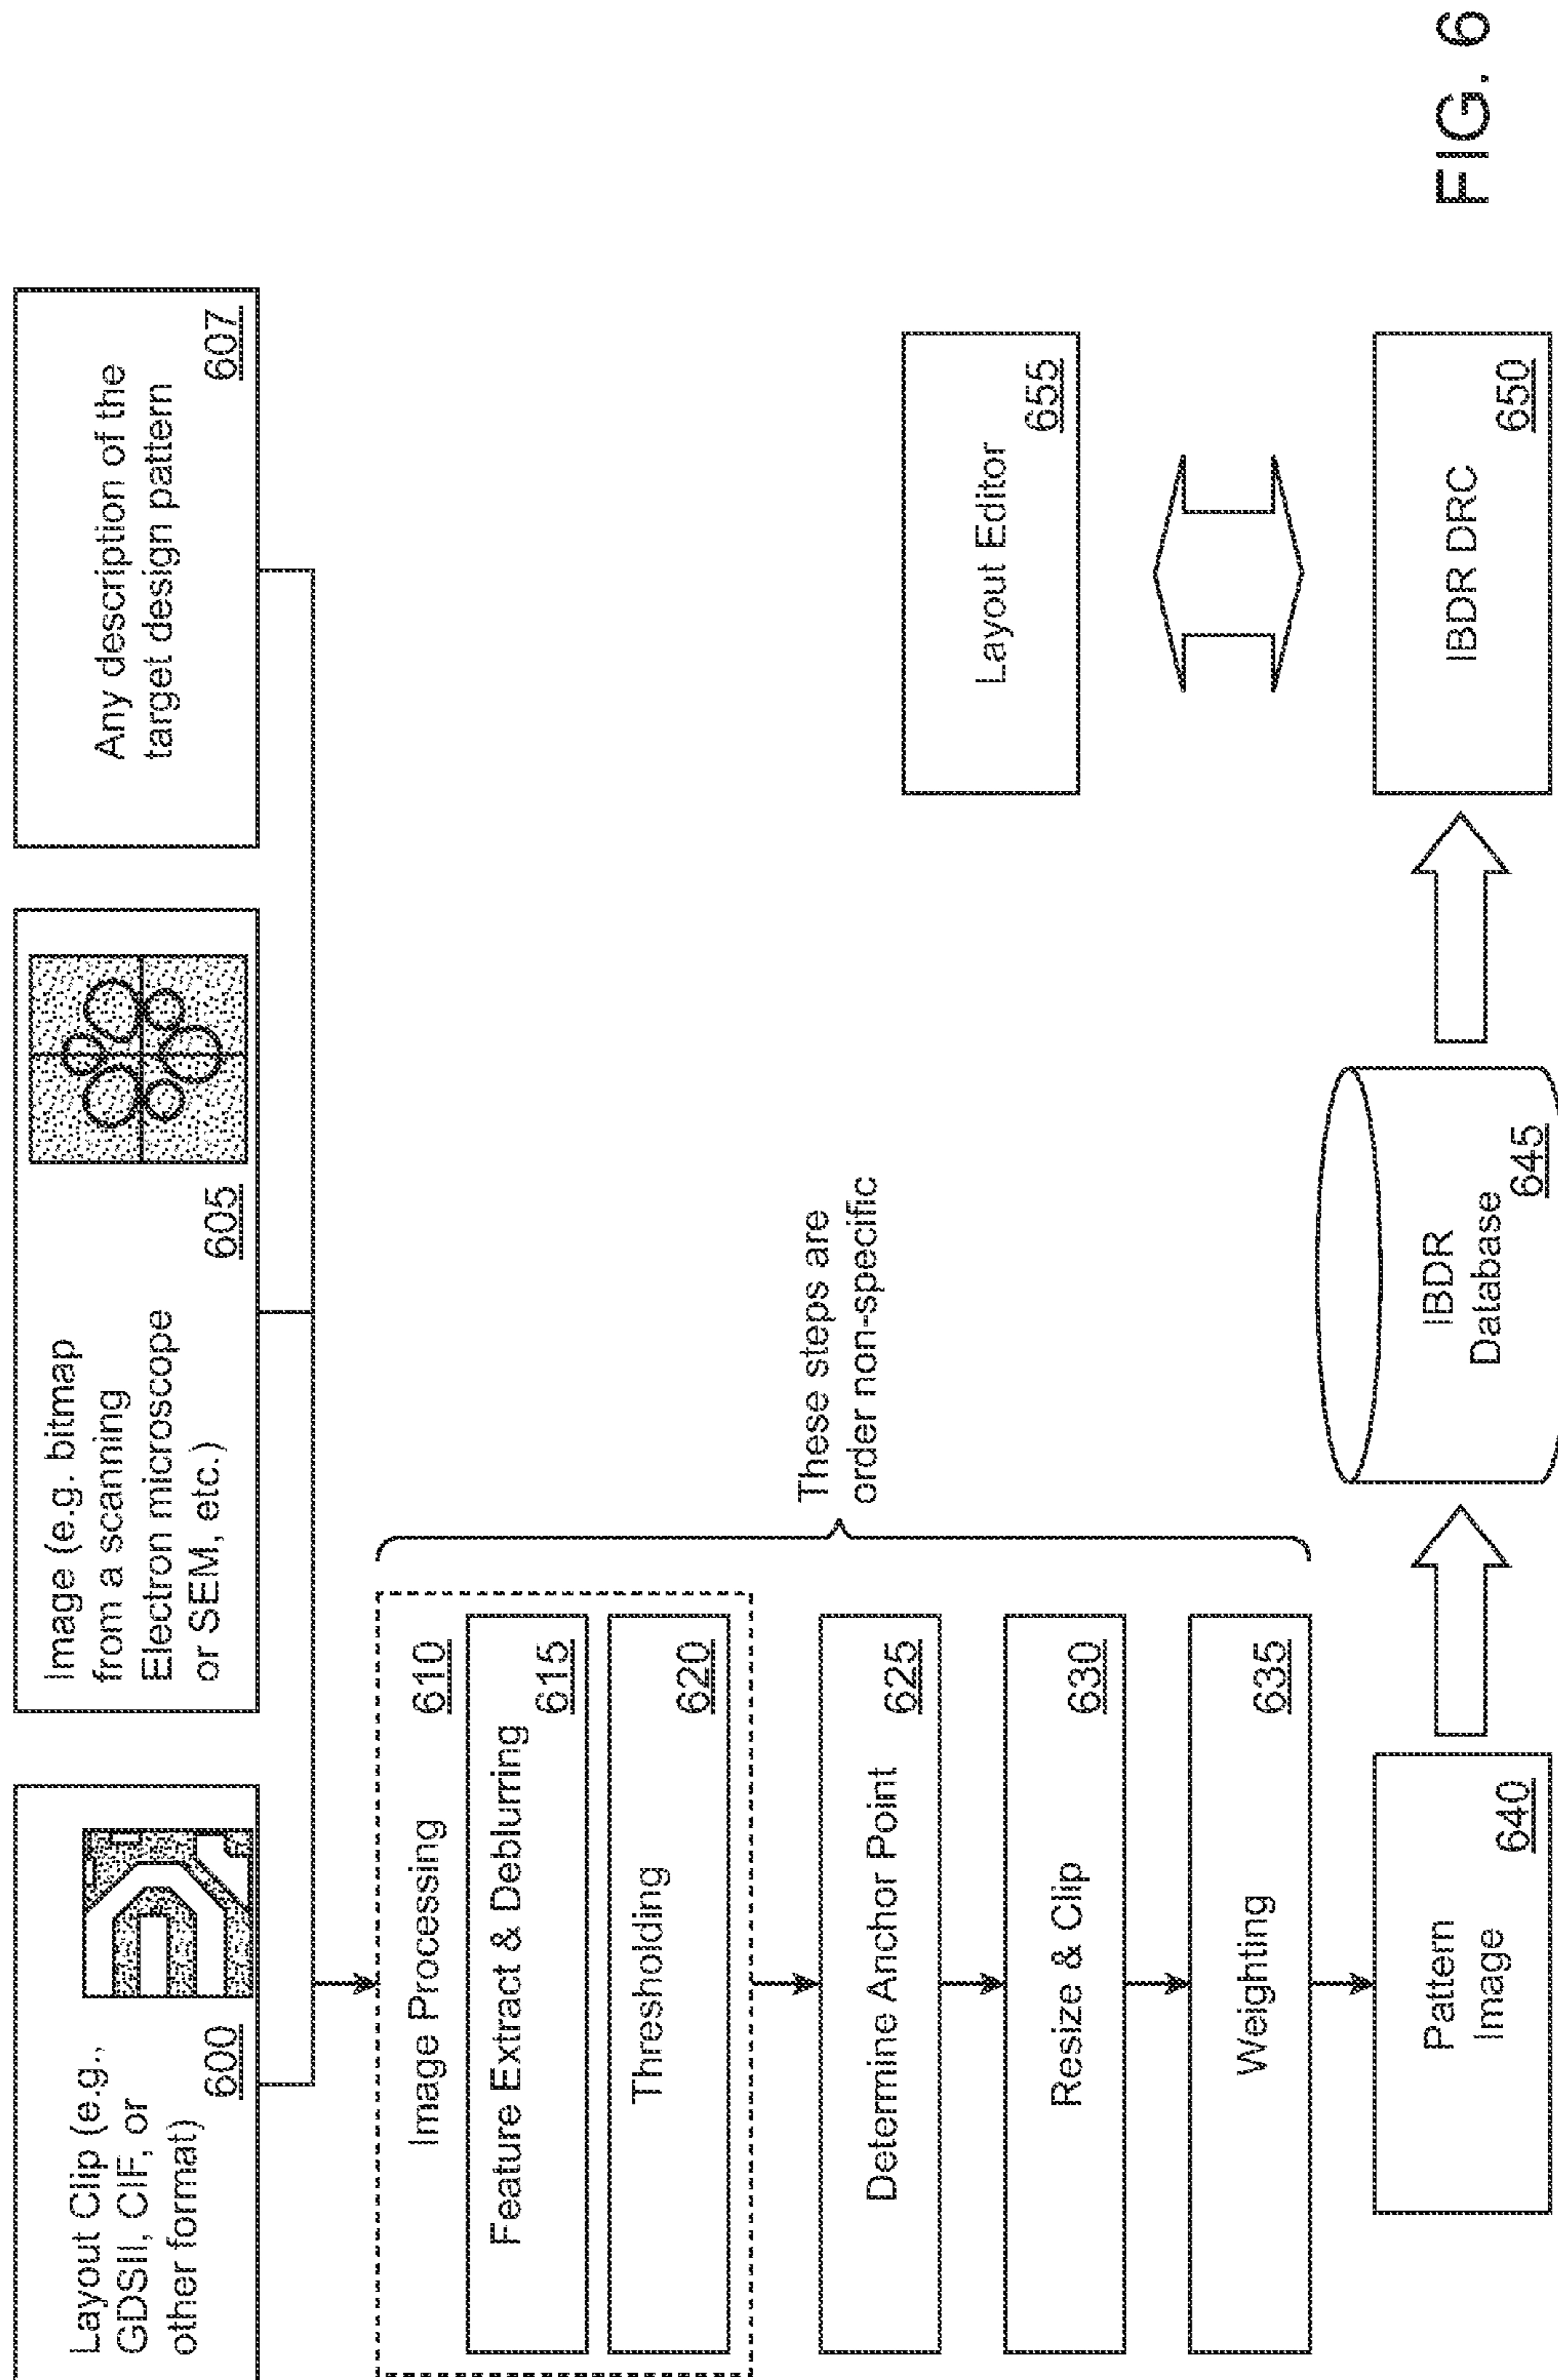 Layout Clip (e.g.,
GDSII, CIF, or
other format)
600
Image (e.g. bitmap
from a scanning
Electron microscope
or SEM, etc.)
605
Any description of the
target design pattern
607
Image Processing
610
Feature Extract & Deblurring
615
Thresholding
620
Determine Anchor Point
625
Resize & Clip
630
Weighting
635
These steps are
order non-specific
Pattern
Image
640
IBDR
Database
645
IBDR DRC
650
Layout Editor
655
FIG. 6